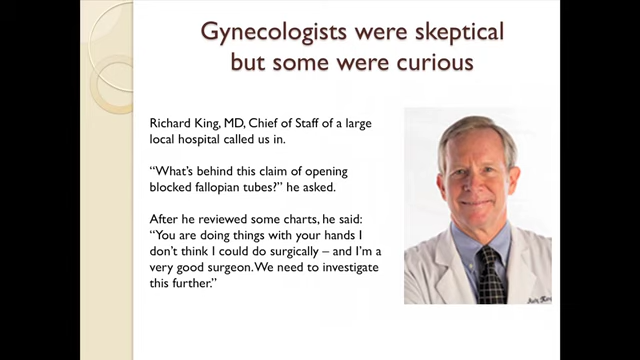 Gynecologists were skeptical
but some were curious
Richard King, MD, Chief of Staff of a large
local hospital called us in.
“What’s behind this claim of opening
blocked fallopian tubes?” he asked.
After he reviewed some charts, he said:
“You are doing things with your hands I
don’t think I could do surgically – and I’m a
very good surgeon. We need to investigate
this further.”